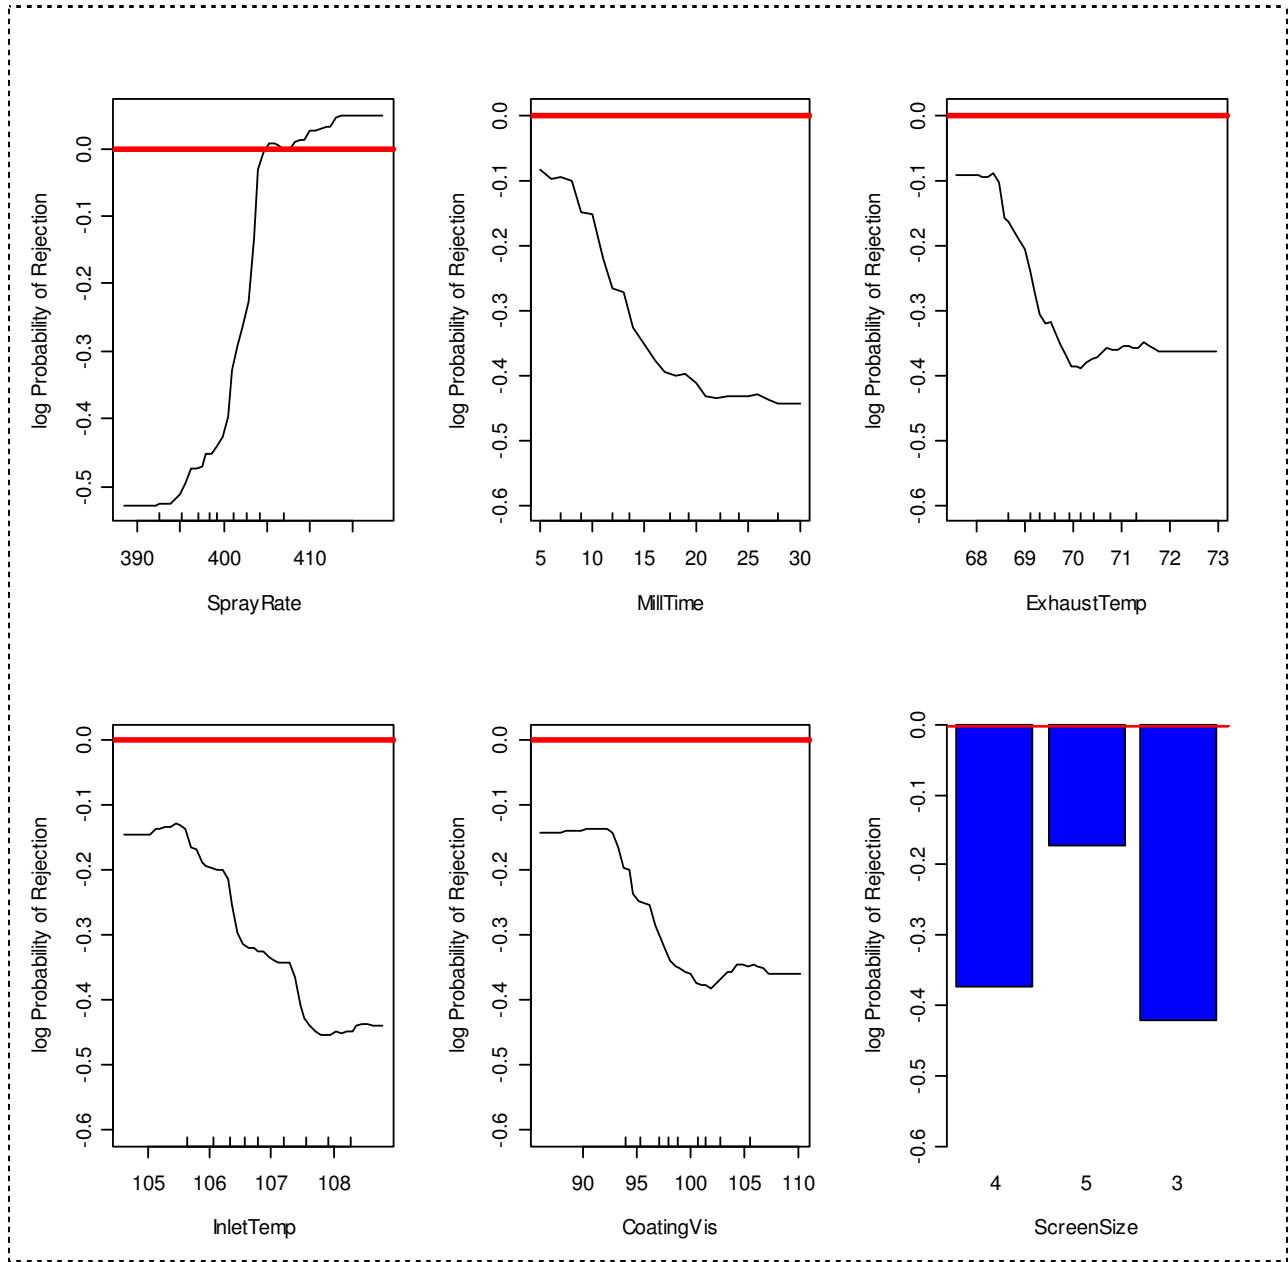 log Probability of Rejection
0.0
-0.1
-0.2
-0.3
-0.4
-0.5
390 400 410
SprayRate
log Probability of Rejection
0.0
-0.1
-0.2
-0.3
-0.4
-0.5
-0.6
5 10 15 20 25 30
MillTime
log Probability of Rejection
0.0
-0.1
-0.2
-0.3
-0.4
-0.5
-0.6
68 69 70 71 72 73
ExhaustTemp
log Probability of Rejection
0.0
-0.1
-0.2
-0.3
-0.4
-0.5
-0.6
105 106 107 108
InletTemp
log Probability of Rejection
0.0
-0.1
-0.2
-0.3
-0.4
-0.5
-0.6
90 95 100 105 110
CoatingVis
log Probability of Rejection
0.0
-0.1
-0.2
-0.3
-0.4
-0.5
-0.6
4 5 3
ScreenSize